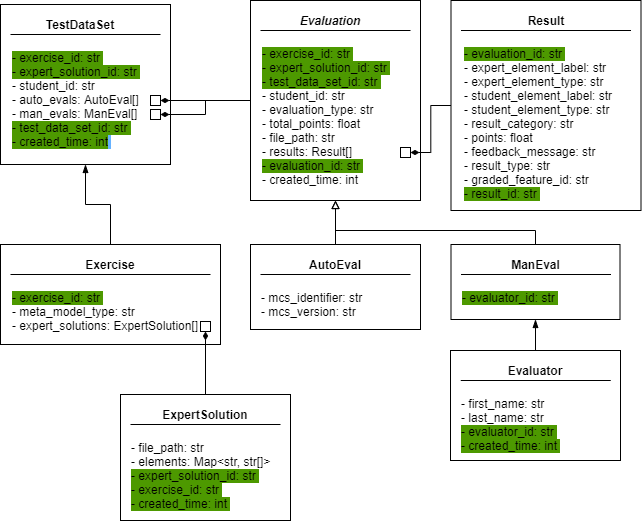 TestDataSet
- exercise_id: str
- expert_solution_id: str
- student_id: str
- auto_evals: AutoEval[]
- man_evals: ManEval[]
- test_data_set_id: str
- created_time: int
Evaluation
- exercise_id: str
- expert_solution_id: str
- test_data_set_id: str
- student_id: str
- evaluation_type: str
- total_points: float
- file_path: str
- results: Result[]
- evaluation_id: str
- created_time: int
Result
- evaluation_id: str
- expert_element_label: str
- expert_element_type: str
- student_element_label: str
- student_element_type: str
- result_category: str
- points: float
- feedback_message: str
- result_type: str
- graded_feature_id: str
- result_id: str
Exercise
- exercise_id: str
- meta_model_type: str
- expert_solutions: ExpertSolution[]
AutoEval
- mcs_identifier: str
- mcs_version: str
ManEval
- evaluator_id: str
Evaluator
- first_name: str
- last_name: str
- evaluator_id: str
- created_time: int
ExpertSolution
- file_path: str
- elements: Map<str, str[]>
- expert_solution_id: str
- exercise_id: str
- created_time: int